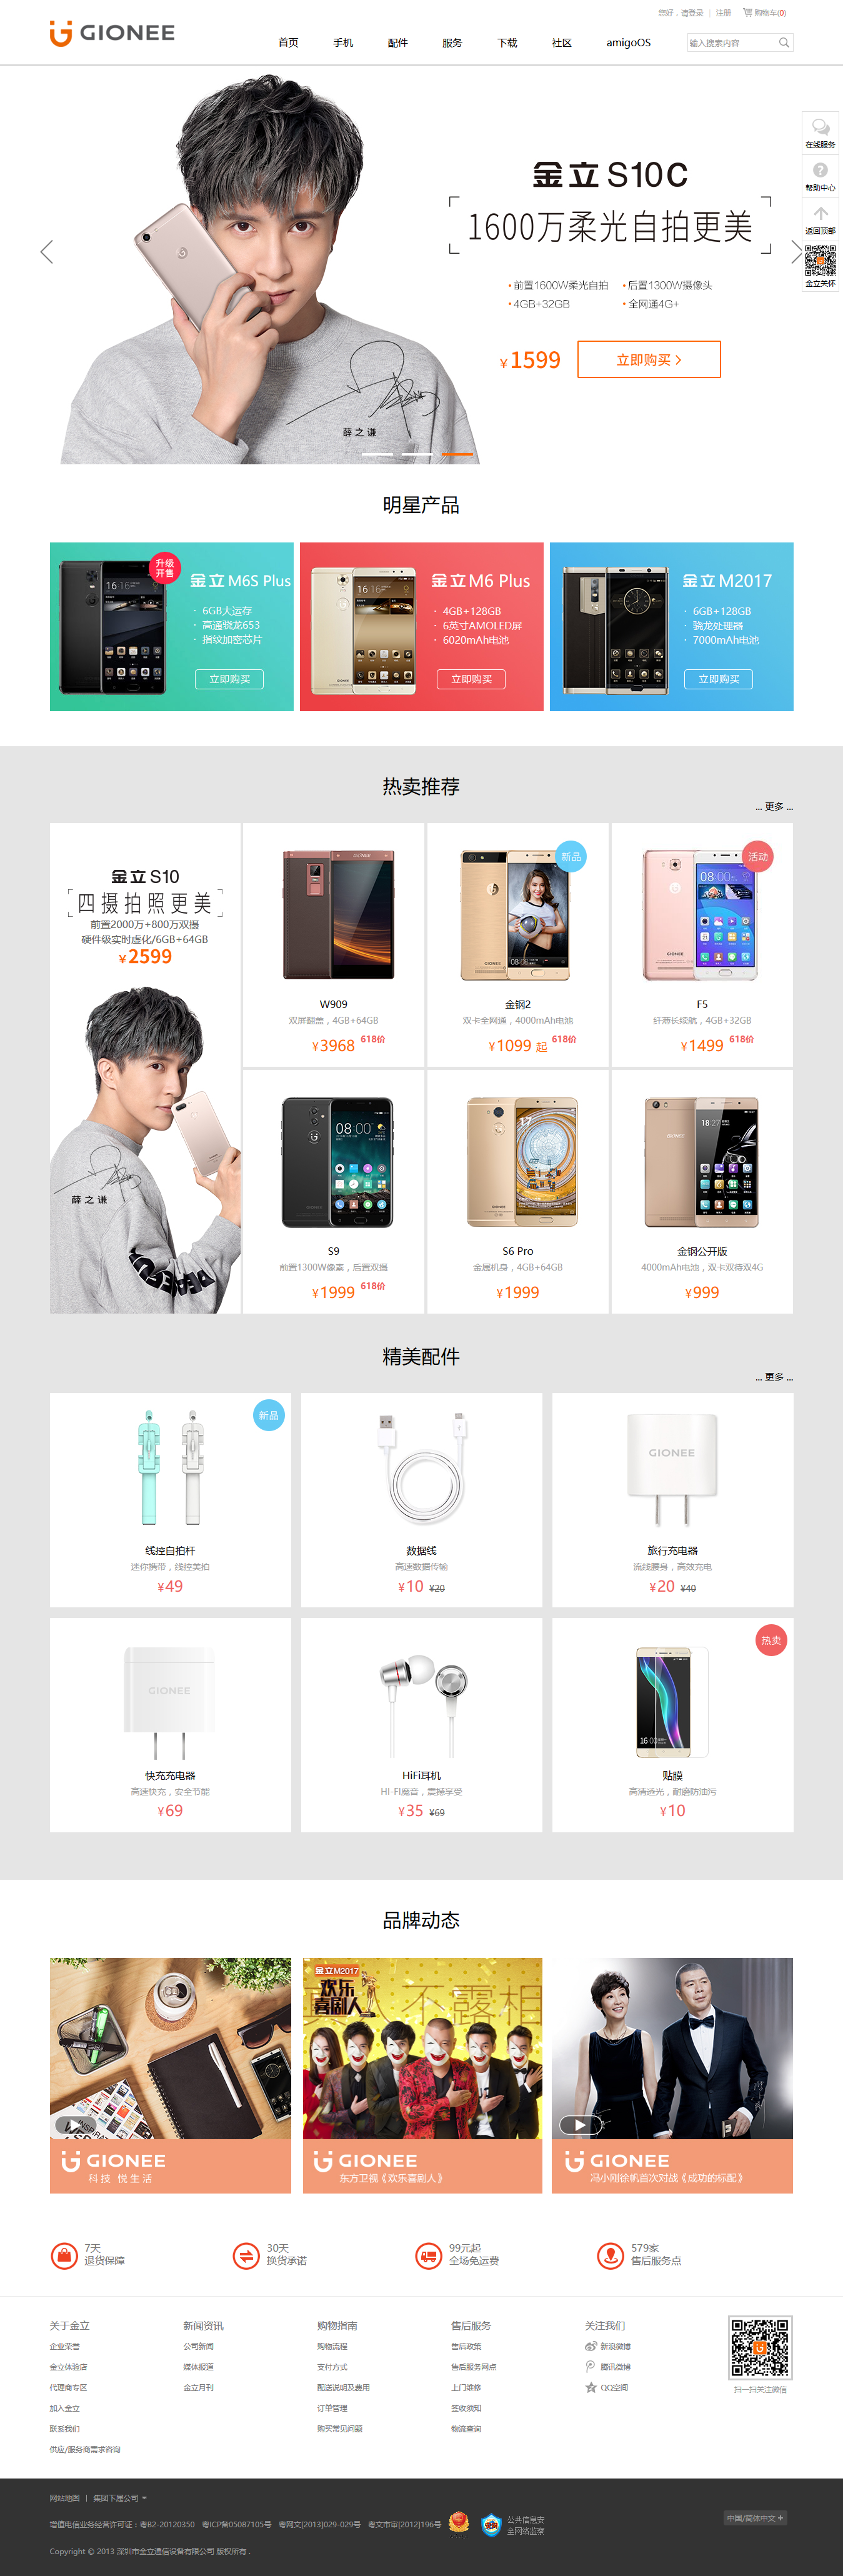 您好，请登录 | 注册 购物车(0)
GIONEE
首页 手机 配件 服务 下载 社区 amigoOS
输入搜索内容
在线服务
帮助中心
返回顶部
金立关怀
金立 S10C
1600万柔光自拍更美
·前置1600W柔光自拍 ·后置1300W摄像头
·4GB+32GB ·全网通4G+
¥1599 立即购买 >
薛之谦
明星产品
升级
开售
金立 M6S Plus
· 6GB大运存
· 高通骁龙653
· 指纹加密芯片
立即购买
金立 M6 Plus
· 4GB+128GB
· 6英寸AMOLED屏
· 6020mAh电池
立即购买
金立 M2017
· 6GB+128GB
· 骁龙处理器
· 7000mAh电池
立即购买
热卖推荐
... 更多 ...
金立 S10
四摄拍照更美
前置2000万+800万双摄
硬件级实时虚化/6GB+64GB
¥2599
薛之谦
W909
双屏翻盖，4GB+64GB
¥3968 618价
新品
金钢2
双卡全网通，4000mAh电池
¥1099 起 618价
活动
F5
纤薄长续航，4GB+32GB
¥1499 618价
S9
前置1300W像素，后置双摄
¥1999 618价
S6 Pro
金属机身，4GB+64GB
¥1999
金钢公开版
4000mAh电池，双卡双待双4G
¥999
精美配件
... 更多 ...
新品
线控自拍杆
迷你携带，线控美拍
¥49
数据线
高速数据传输
¥10 ¥20
GIONEE
旅行充电器
流线腰身，高效充电
¥20 ¥40
GIONEE
快充充电器
高速快充，安全节能
¥69
HiFi耳机
HI-FI魔音，震撼享受
¥35 ¥69
热卖
贴膜
高清透光，耐磨防油污
¥10
品牌动态
GIONEE
科技 悦生活
金立M2017
欢乐
喜剧人
真人不露相
GIONEE
东方卫视《欢乐喜剧人》
GIONEE
冯小刚徐帆首次对战《成功的标配》
7天
退货保障
30天
换货承诺
99元起
全场免运费
579家
售后服务点
关于金立
企业荣誉
金立体验店
代理商专区
加入金立
联系我们
供应/服务商需求咨询
新闻资讯
公司新闻
媒体报道
金立月刊
购物指南
购物流程
支付方式
配送说明及费用
订单管理
购买常见问题
售后服务
售后政策
售后服务网点
上门维修
签收须知
物流查询
关注我们
新浪微博
腾讯微博
QQ空间
扫一扫关注微信
网站地图 | 集团下属公司
增值电信业务经营许可证：粤B2-20120350 粤ICP备05087105号 粤网文[2013]029-029号 粤文市审[2012]196号
公共信息安
全网络监察
中国/简体中文 +
Copyright © 2013 深圳市金立通信设备有限公司 版权所有 .